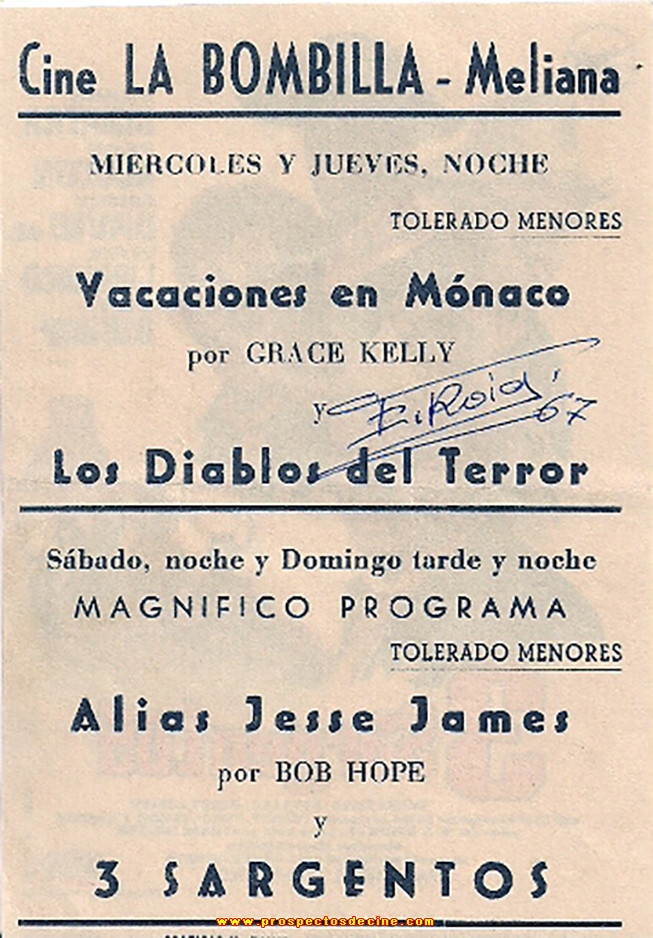 Cine LA BOMBILLA - Meliana
MIERCOLES Y JUEVES, NOCHE
TOLERADO MENORES
Vacaciones en Mónaco
por GRACE KELLY
y
E. Roig 67
Los Diablos del Terror
Sábado, noche y Domingo tarde y noche
MAGNIFICO PROGRAMA
TOLERADO MENORES
Alias Jesse James
por BOB HOPE
y
3 SARGENTOS
www.prospectosdecine.com